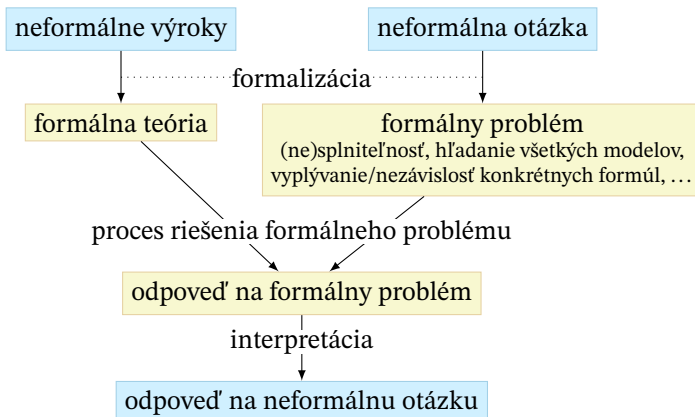 neformálne výroky
neformálna otázka
formalizácia
formálna teória
formálny problém
(ne)splniteľnosť, hľadanie všetkých modelov,
vyplývanie/nezávislosť konkrétnych formúl, …
proces riešenia formálneho problému
odpoveď na formálny problém
interpretácia
odpoveď na neformálnu otázku